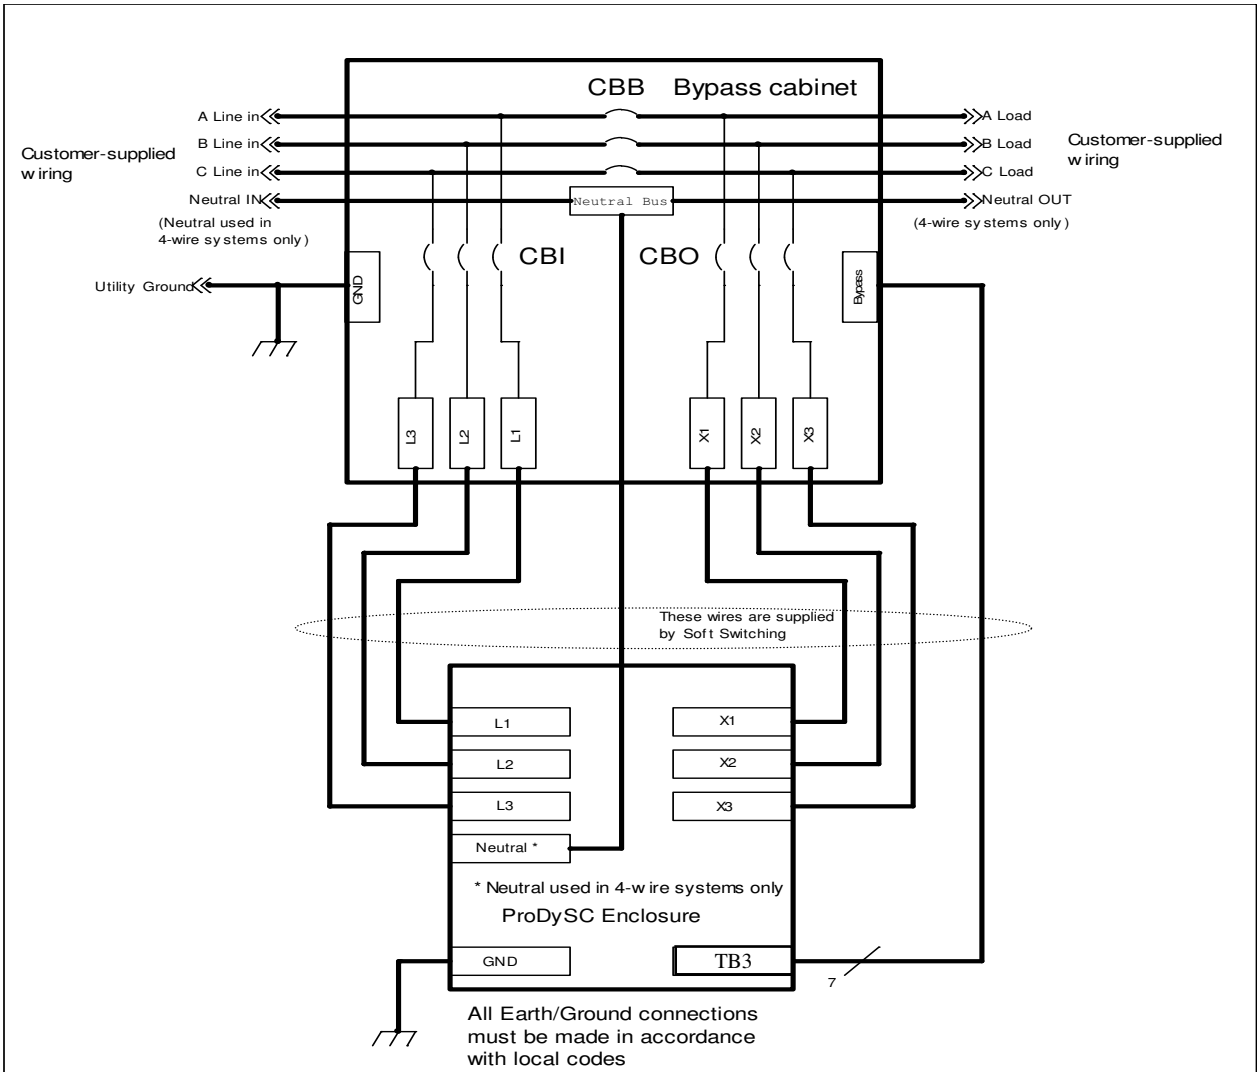 CBB Bypass cabinet
A Line in
A Load
B Line in
B Load
Customer-supplied
wiring
Customer-supplied
wiring
C Line in
C Load
Neutral IN
Neutral Bus
Neutral OUT
(Neutral used in
4-wire systems only)
(4-wire systems only)
CBI
CBO
Utility Ground
GND
Bypass
L3
L2
L1
X1
X2
X3
These wires are supplied
by Soft Switching
L1
X1
L2
X2
L3
X3
Neutral *
* Neutral used in 4-wire systems only
ProDySC Enclosure
GND
TB3
7
All Earth/Ground connections
must be made in accordance
with local codes